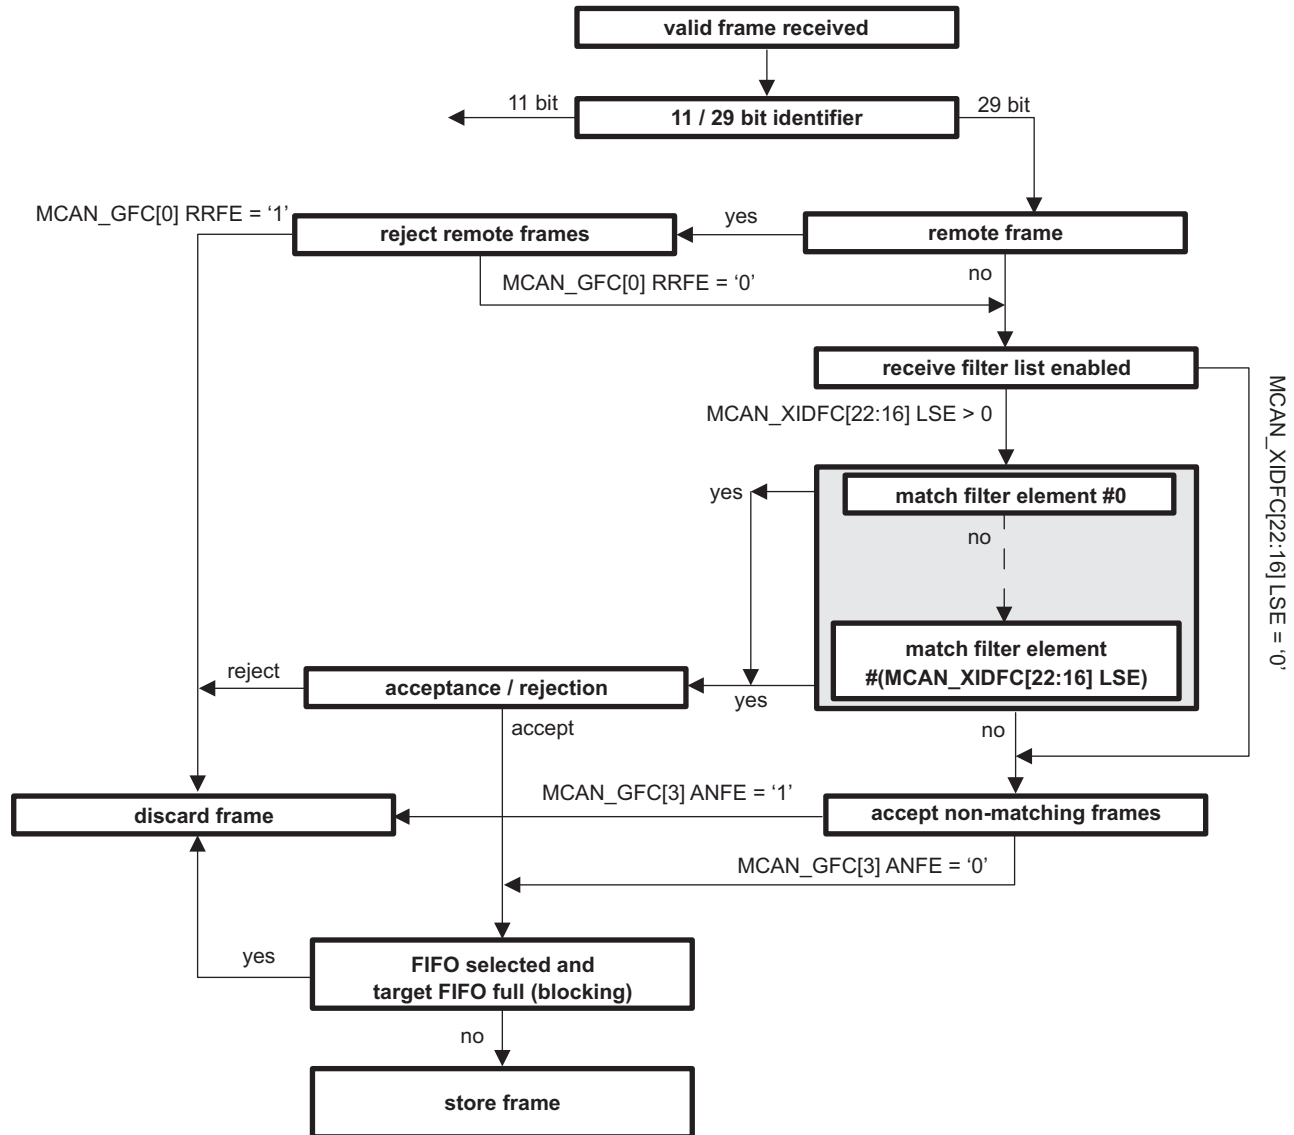 valid frame received
11 bit
11 / 29 bit identifier
29 bit
MCAN_GFC[0] RRFE = ‘1’
reject remote frames
yes
remote frame
MCAN_GFC[0] RRFE = ‘0’
no
receive filter list enabled
MCAN_XIDFC[22:16] LSE > 0
MCAN_XIDFC[22:16] LSE = ‘0’
yes
match filter element #0
no
match filter element
#(MCAN_XIDFC[22:16] LSE)
reject
acceptance / rejection
yes
accept
no
discard frame
MCAN_GFC[3] ANFE = ‘1’
accept non-matching frames
MCAN_GFC[3] ANFE = ‘0’
yes
FIFO selected and
target FIFO full (blocking)
no
store frame